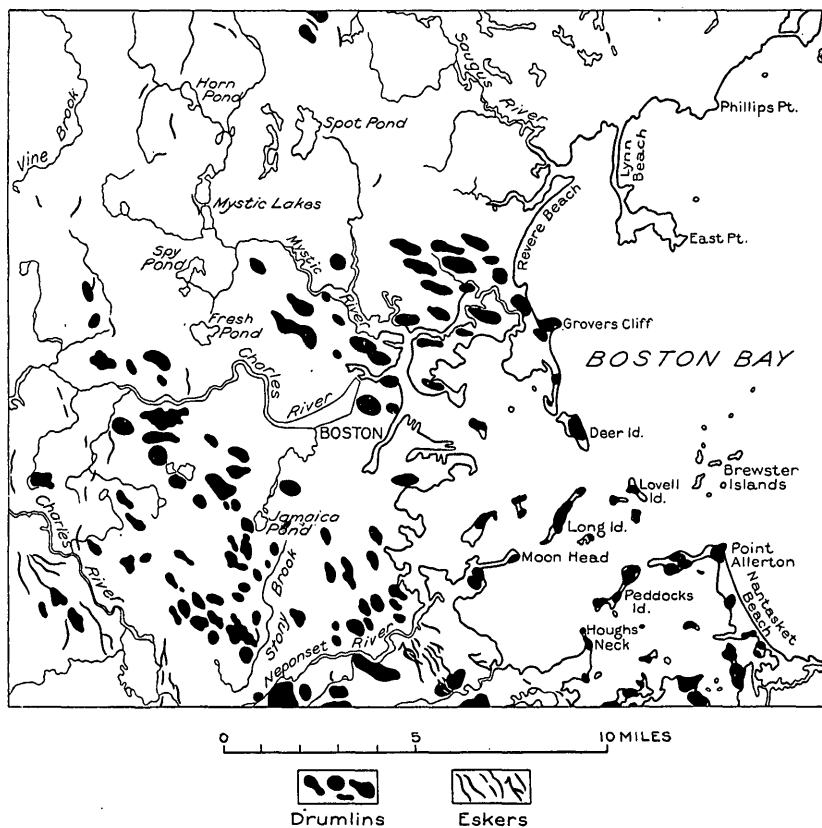 Saugus
River
Horn
Pond
Phillips Pt.
Brook
Vine
Spot Pond
Lynn
Beach
Mystic Lakes
Revere Beach
East Pt.
Spy
Pond
Mystic
River
Fresh
Pond
Grovers Cliff
BOSTON BAY
Charles
River
BOSTON
Deer Id.
Brewster
Islands
Lovell
Id.
Charles
River
Jamaica
Pond
Long Id.
Moon Head
Point
Allerton
Stony
Brook
Peddocks
Id.
Nantasket
Beach
Houghs
Neck
Neponset
River
0
5
10 MILES
Drumlins
Eskers